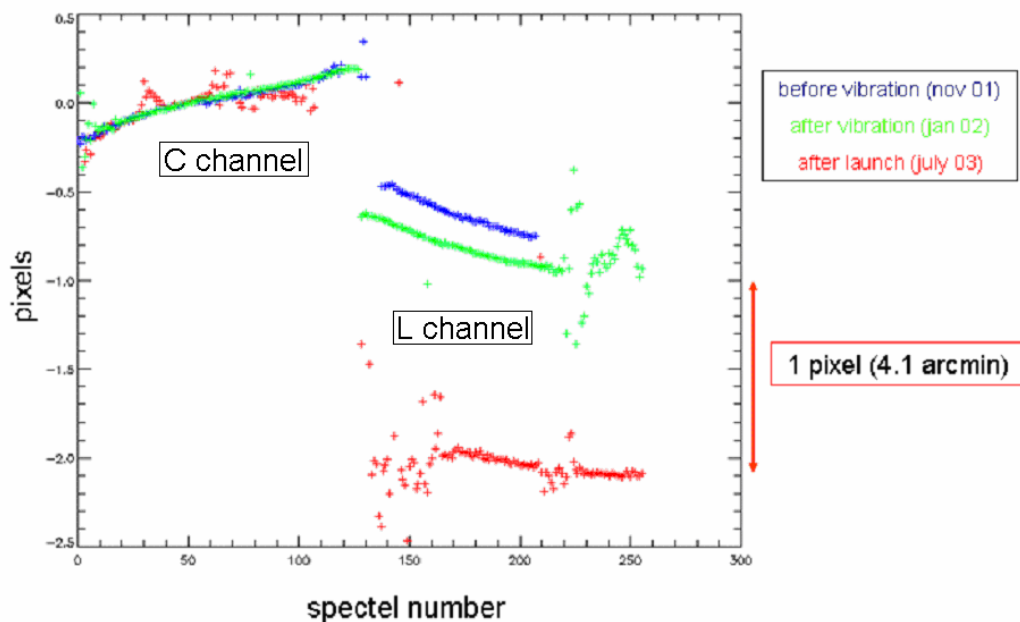 0.5
0.0
-0.5
-1.0
-1.5
-2.0
-2.5
pixels
0
50
100
150
200
250
300
spectel number
C channel
L channel
before vibration (nov 01)
after vibration (jan 02)
after launch (july 03)
1 pixel (4.1 arcmin)